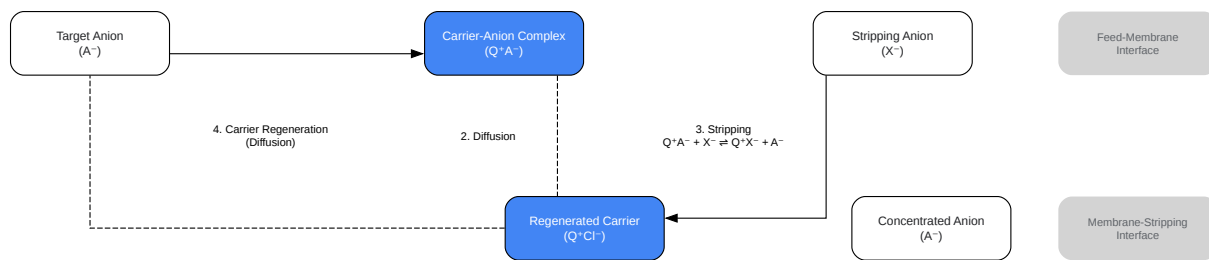 Target Anion
(A⁻)
Carrier-Anion Complex
(Q⁺A⁻)
Stripping Anion
(X⁻)
Feed-Membrane
Interface
4. Carrier Regeneration
(Diffusion)
2. Diffusion
3. Stripping
Q⁺A⁻ + X⁻ ⇌ Q⁺X⁻ + A⁻
Regenerated Carrier
(Q⁺Cl⁻)
Concentrated Anion
(A⁻)
Membrane-Stripping
Interface